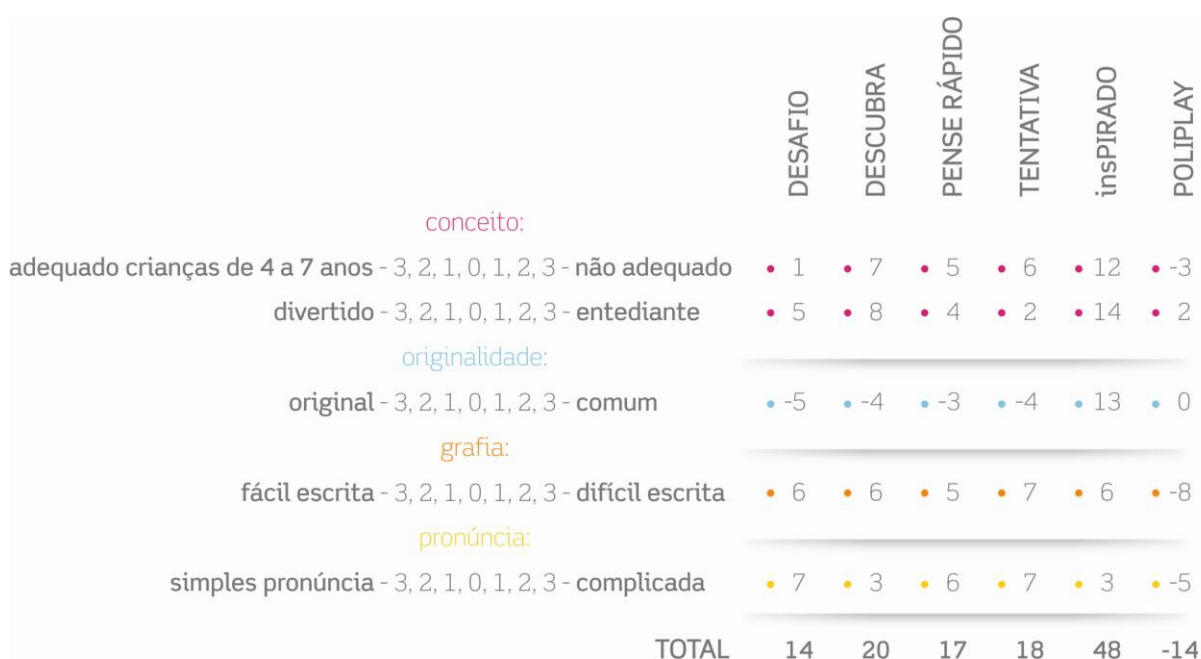 DESAFIO DESCUBRA PENSE RÁPIDO TENTATIVA insPIRADO POLIPLAY
conceito:
adequado crianças de 4 a 7 anos - 3, 2, 1, 0, 1, 2, 3 - não adequado • 1 • 7 • 5 • 6 • 12 • -3
divertido - 3, 2, 1, 0, 1, 2, 3 - entediante • 5 • 8 • 4 • 2 • 14 • 2
originalidade:
original - 3, 2, 1, 0, 1, 2, 3 - comum • -5 • -4 • -3 • -4 • 13 • 0
grafia:
fácil escrita - 3, 2, 1, 0, 1, 2, 3 - difícil escrita • 6 • 6 • 5 • 7 • 6 • -8
pronúncia:
simples pronúncia - 3, 2, 1, 0, 1, 2, 3 - complicada • 7 • 3 • 6 • 7 • 3 • -5
TOTAL 14 20 17 18 48 -14